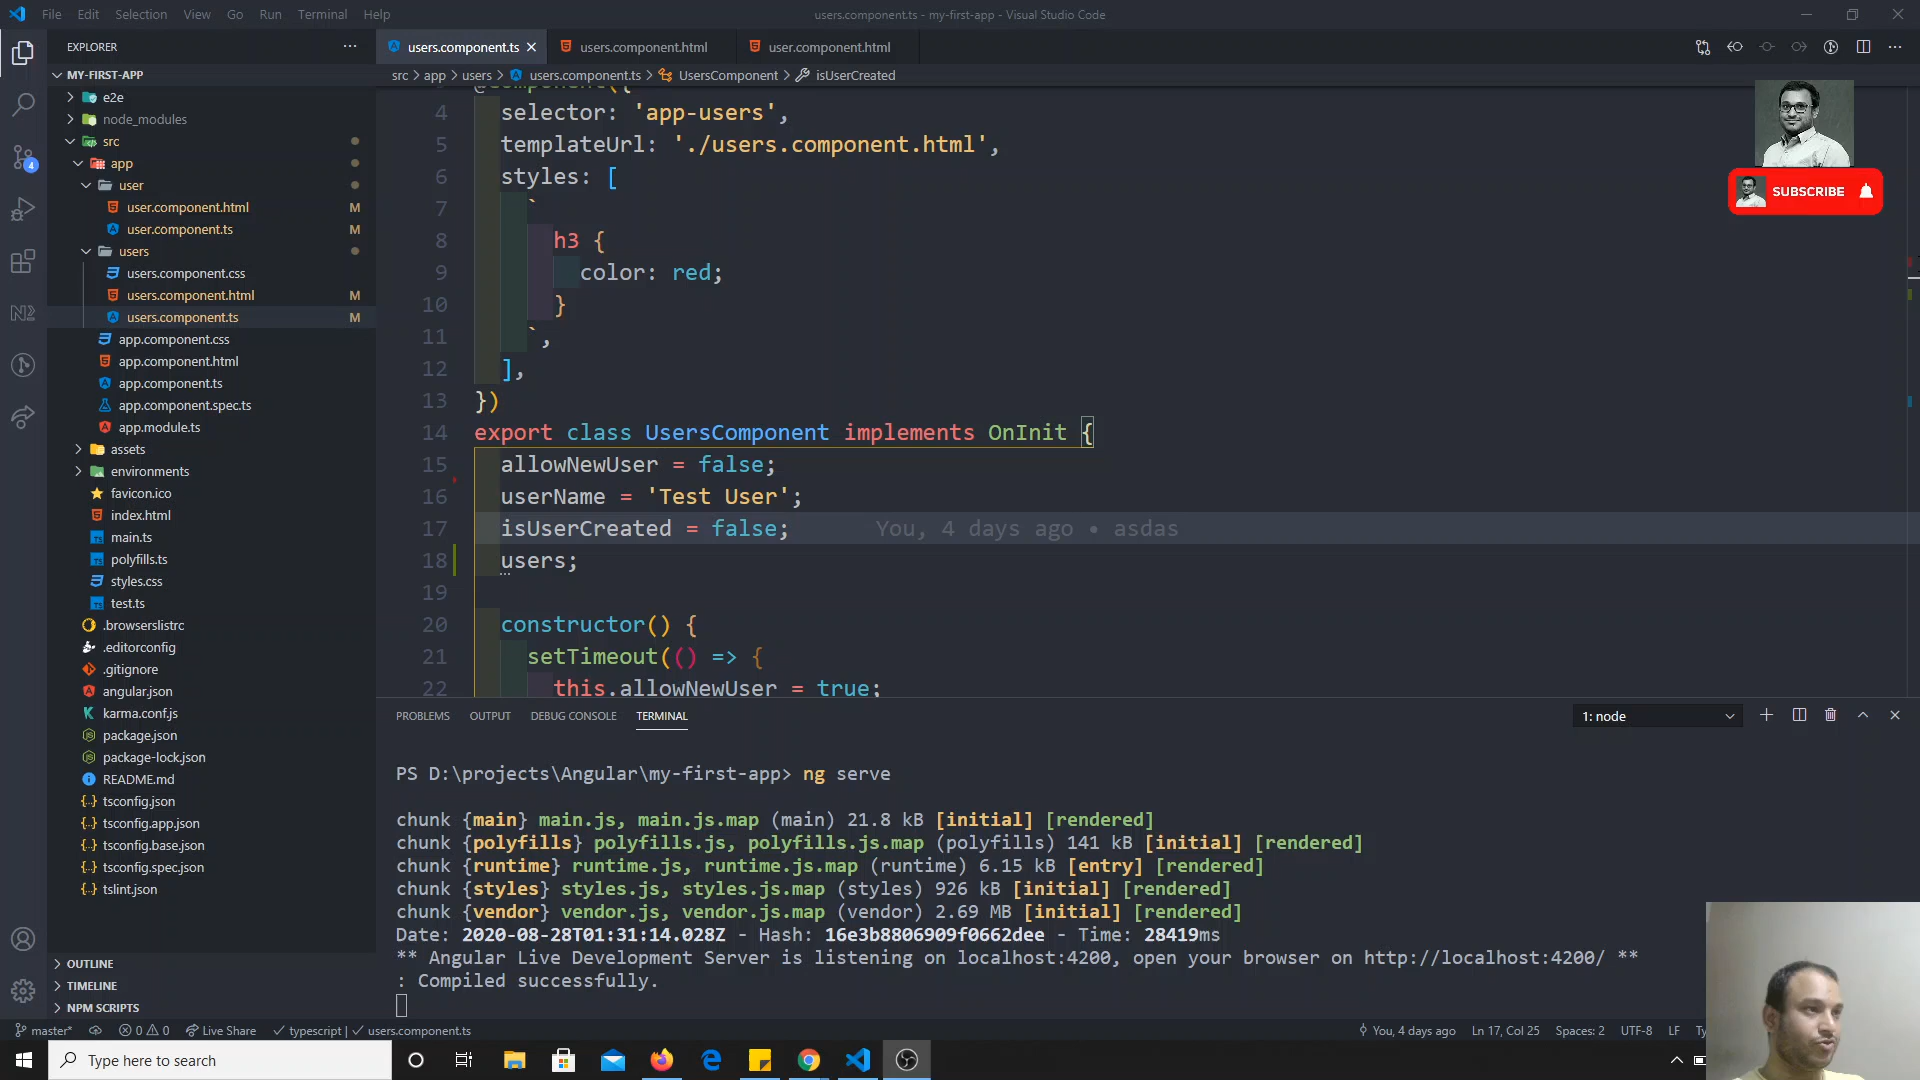 File Edit Selection View Go Run Terminal Help
users.component.ts - my-first-app - Visual Studio Code
EXPLORER
users.component.ts
users.component.html
user.component.html
MY-FIRST-APP
src > app > users > users.component.ts > UsersComponent > isUserCreated
e2e
node_modules
src
app
user
user.component.html M
user.component.ts M
users
users.component.css
users.component.html M
users.component.ts M
app.component.css
app.component.html
app.component.ts
app.component.spec.ts
app.module.ts
assets
environments
favicon.ico
index.html
main.ts
polyfills.ts
styles.css
test.ts
.browserslistrc
.editorconfig
.gitignore
angular.json
karma.conf.js
package.json
package-lock.json
README.md
tsconfig.json
tsconfig.app.json
tsconfig.base.json
tsconfig.spec.json
tslint.json
OUTLINE
TIMELINE
NPM SCRIPTS
4
4 selector: 'app-users',
5 templateUrl: './users.component.html',
6 styles: [
7 `
8 h3 {
9 color: red;
10 }
11 `,
12 ],
13 })
14 export class UsersComponent implements OnInit {
15 allowNewUser = false;
16 userName = 'Test User';
17 isUserCreated = false; You, 4 days ago • asdas
18 users;
19
20 constructor() {
21 setTimeout(() => {
22 this.allowNewUser = true;
SUBSCRIBE
PROBLEMS OUTPUT DEBUG CONSOLE TERMINAL
1: node
PS D:\projects\Angular\my-first-app> ng serve
chunk {main} main.js, main.js.map (main) 21.8 kB [initial] [rendered]
chunk {polyfills} polyfills.js, polyfills.js.map (polyfills) 141 kB [initial] [rendered]
chunk {runtime} runtime.js, runtime.js.map (runtime) 6.15 kB [entry] [rendered]
chunk {styles} styles.js, styles.js.map (styles) 926 kB [initial] [rendered]
chunk {vendor} vendor.js, vendor.js.map (vendor) 2.69 MB [initial] [rendered]
Date: 2020-08-28T01:31:14.028Z - Hash: 16e3b8806909f0662dee - Time: 28419ms
** Angular Live Development Server is listening on localhost:4200, open your browser on http://localhost:4200/ **
: Compiled successfully.
master* 0 0 Live Share typescript | users.component.ts
You, 4 days ago Ln 17, Col 25 Spaces: 2 UTF-8 LF
Type here to search